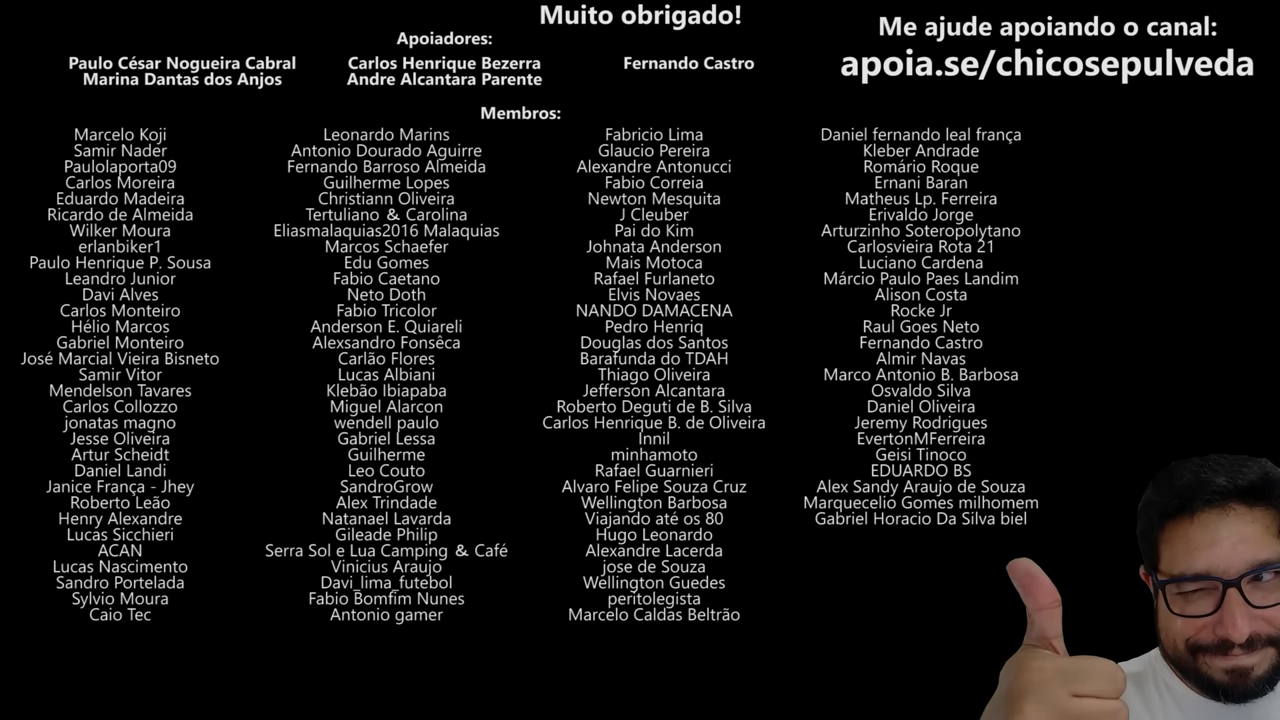 Muito obrigado!
Me ajude apoiando o canal:
apoia.se/chicosepulveda
Apoiadores:
Paulo César Nogueira Cabral
Marina Dantas dos Anjos
Carlos Henrique Bezerra
Andre Alcantara Parente
Fernando Castro
Membros:
Marcelo Koji
Samir Nader
Paulolaporta09
Carlos Moreira
Eduardo Madeira
Ricardo de Almeida
Wilker Moura
erlanbiker1
Paulo Henrique P. Sousa
Leandro Junior
Davi Alves
Carlos Monteiro
Hélio Marcos
Gabriel Monteiro
José Marcial Vieira Bisneto
Samir Vitor
Mendelson Tavares
Carlos Collozzo
jonatas magno
Jesse Oliveira
Artur Scheidt
Daniel Landi
Janice França - Jhey
Roberto Leão
Henry Alexandre
Lucas Sicchieri
ACAN
Lucas Nascimento
Sandro Portelada
Sylvio Moura
Caio Tec
Leonardo Marins
Antonio Dourado Aguirre
Fernando Barroso Almeida
Guilherme Lopes
Christiann Oliveira
Tertuliano & Carolina
Eliasmalaquias2016 Malaquias
Marcos Schaefer
Edu Gomes
Fabio Caetano
Neto Doth
Fabio Tricolor
Anderson E. Quiareli
Alexsandro Fonsêca
Carlão Flores
Lucas Albiani
Klebão Ibiapaba
Miguel Alarcon
wendell paulo
Gabriel Lessa
Guilherme
Leo Couto
SandroGrow
Alex Trindade
Natanael Lavarda
Gileade Philip
Serra Sol e Lua Camping & Café
Vinicius Araujo
Davi_lima_futebol
Fabio Bomfim Nunes
Antonio gamer
Fabricio Lima
Glaucio Pereira
Alexandre Antonucci
Fabio Correia
Newton Mesquita
J Cleuber
Pai do Kim
Johnata Anderson
Mais Motoca
Rafael Furlaneto
Elvis Novaes
NANDO DAMACENA
Pedro Henriq
Douglas dos Santos
Barafunda do TDAH
Thiago Oliveira
Jefferson Alcantara
Roberto Deguti de B. Silva
Carlos Henrique B. de Oliveira
Innil
minhamoto
Rafael Guarnieri
Alvaro Felipe Souza Cruz
Wellington Barbosa
Viajando até os 80
Hugo Leonardo
Alexandre Lacerda
jose de Souza
Wellington Guedes
peritolegista
Marcelo Caldas Beltrão
Daniel fernando leal frança
Kleber Andrade
Romário Roque
Ernani Baran
Matheus Lp. Ferreira
Erivaldo Jorge
Arturzinho Soteropolytano
Carlosvieira Rota 21
Luciano Cardena
Márcio Paulo Paes Landim
Alison Costa
Rocke Jr
Raul Goes Neto
Fernando Castro
Almir Navas
Marco Antonio B. Barbosa
Osvaldo Silva
Daniel Oliveira
Jeremy Rodrigues
EvertonMFerreira
Geisi Tinoco
EDUARDO BS
Alex Sandy Araujo de Souza
Marquecelio Gomes milhomem
Gabriel Horacio Da Silva biel